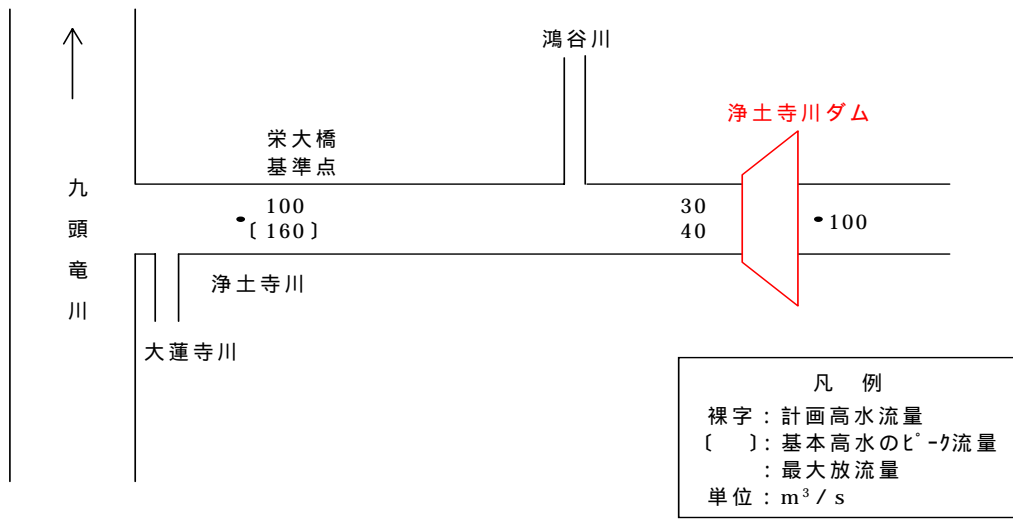 鴻谷川
浄土寺川ダム
栄大橋
基準点
九頭竜川
100
〔160〕
30
40
100
浄土寺川
大蓮寺川
凡 例
裸字：計画高水流量
〔 〕：基本高水のﾋﾟｰｸ流量
：最大放流量
単位：m³/s